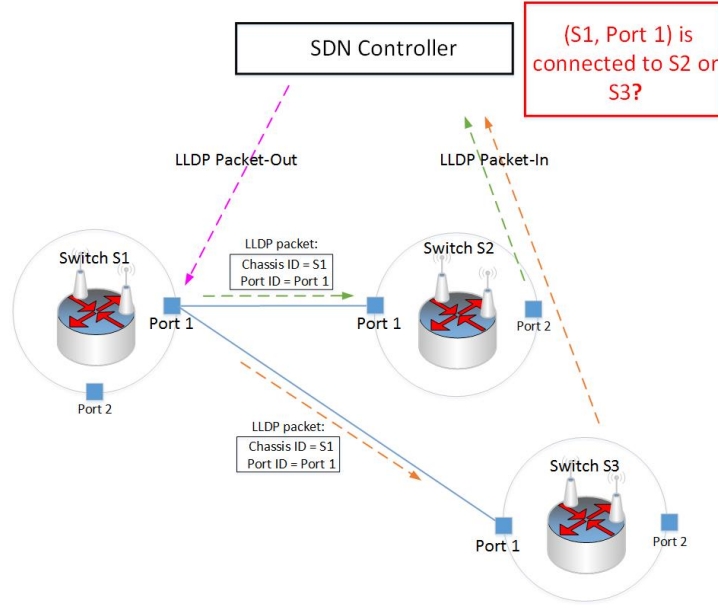 SDN Controller
(S1, Port 1) is
connected to S2 or
S3?
LLDP Packet-Out
LLDP Packet-In
Switch S1
Port 1
Port 2
LLDP packet:
Chassis ID = S1
Port ID = Port 1
Switch S2
Port 1
Port 2
LLDP packet:
Chassis ID = S1
Port ID = Port 1
Switch S3
Port 1
Port 2